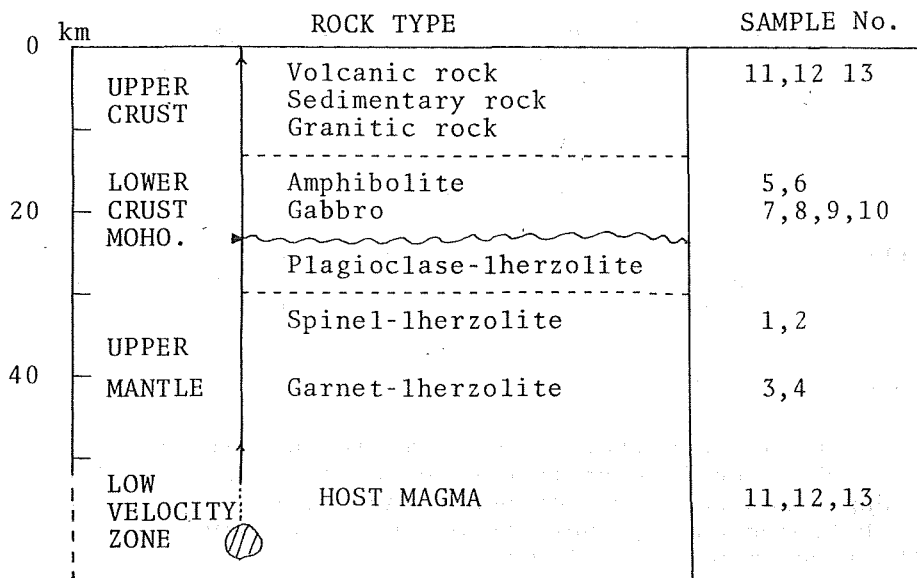 km ROCK TYPE SAMPLE No.
0
UPPER Volcanic rock 11,12 13
CRUST Sedimentary rock
Granitic rock
LOWER Amphibolite 5,6
20 CRUST Gabbro 7,8,9,10
MOHO.
Plagioclase-lherzolite
Spinel-lherzolite 1,2
UPPER
40 MANTLE Garnet-lherzolite 3,4
LOW HOST MAGMA 11,12,13
VELOCITY
ZONE